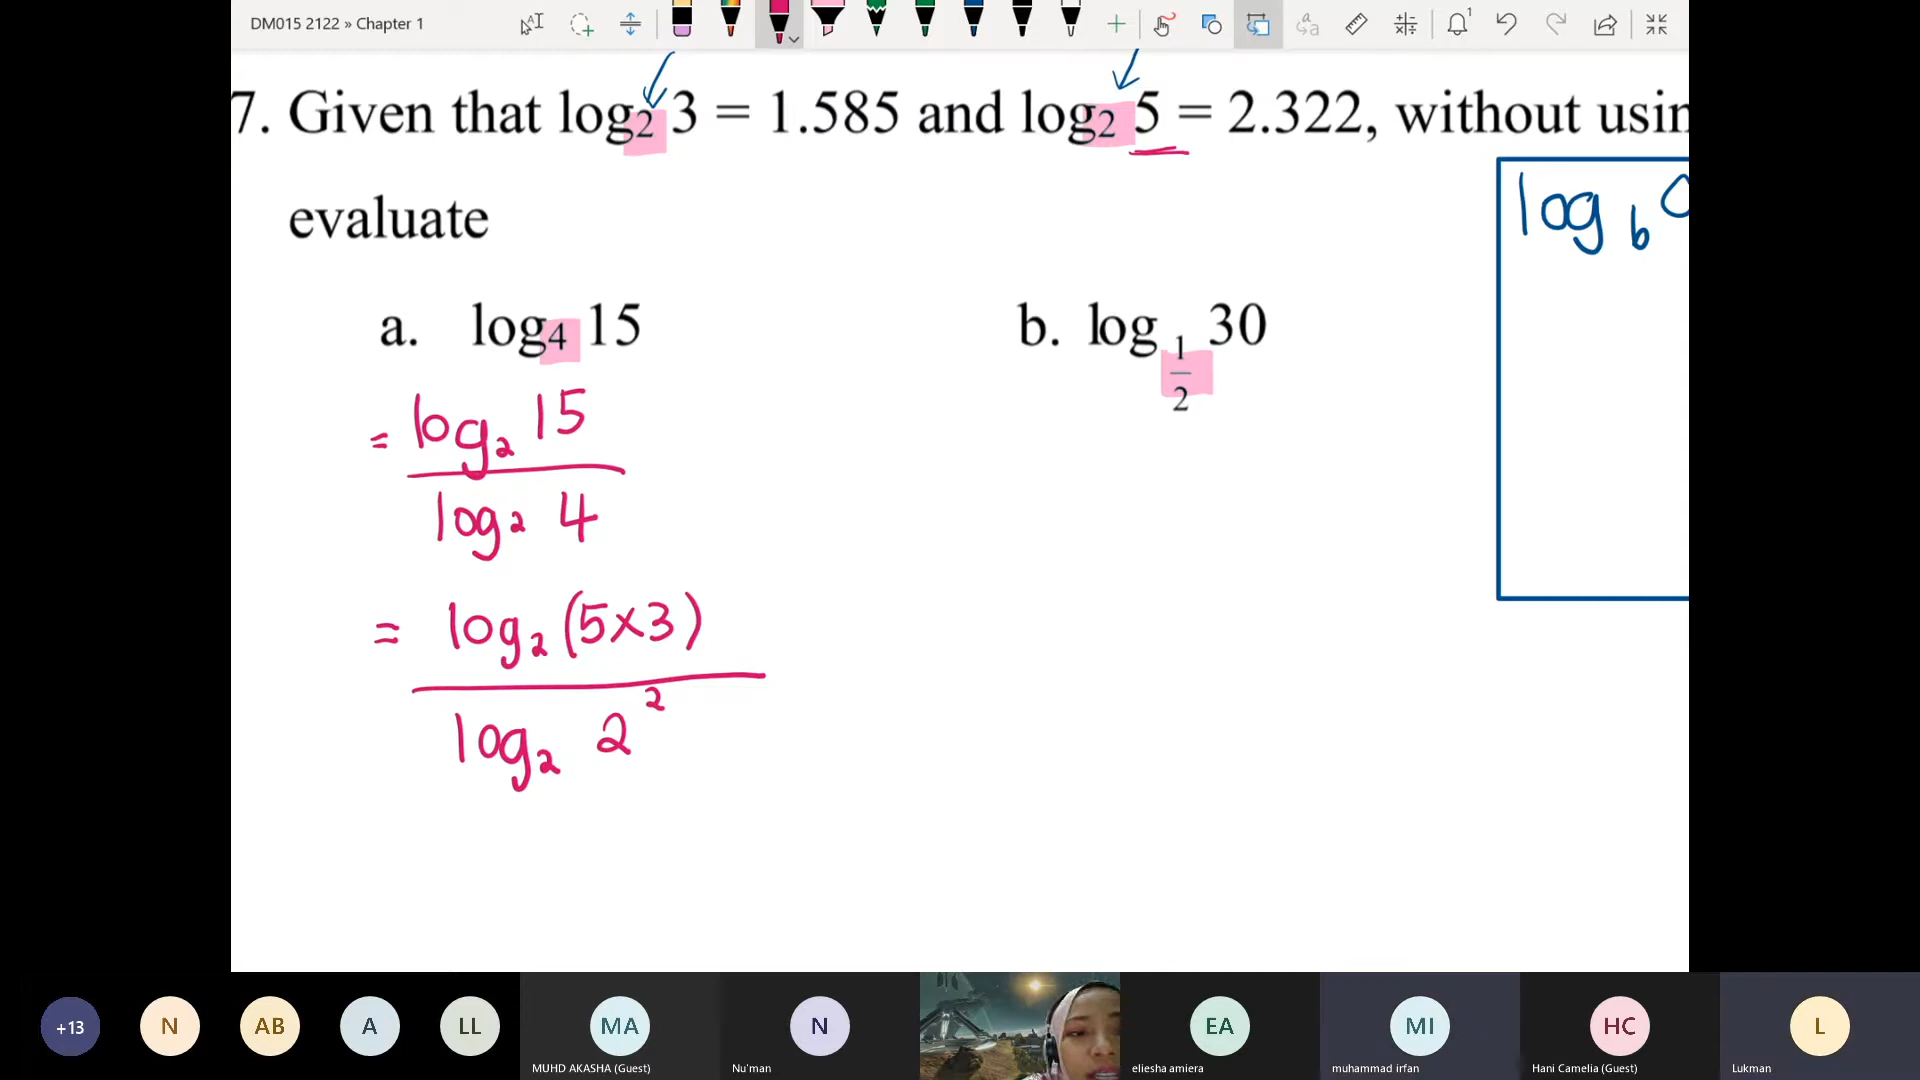 DM015 2122 » Chapter 1
1
7. Given that log₂ 3 = 1.585 and log₂ 5 = 2.322, without usin
evaluate
log b
a. log₄ 15
b. log 1/2 30
= log₂ 15
log₂ 4
= log₂ (5×3)
log₂ 2²
+13
N
AB
A
LL
MA
MUHD AKASHA (Guest)
N
Nu'man
EA
eliesha amiera
MI
muhammad irfan
HC
Hani Camelia (Guest)
L
Lukman